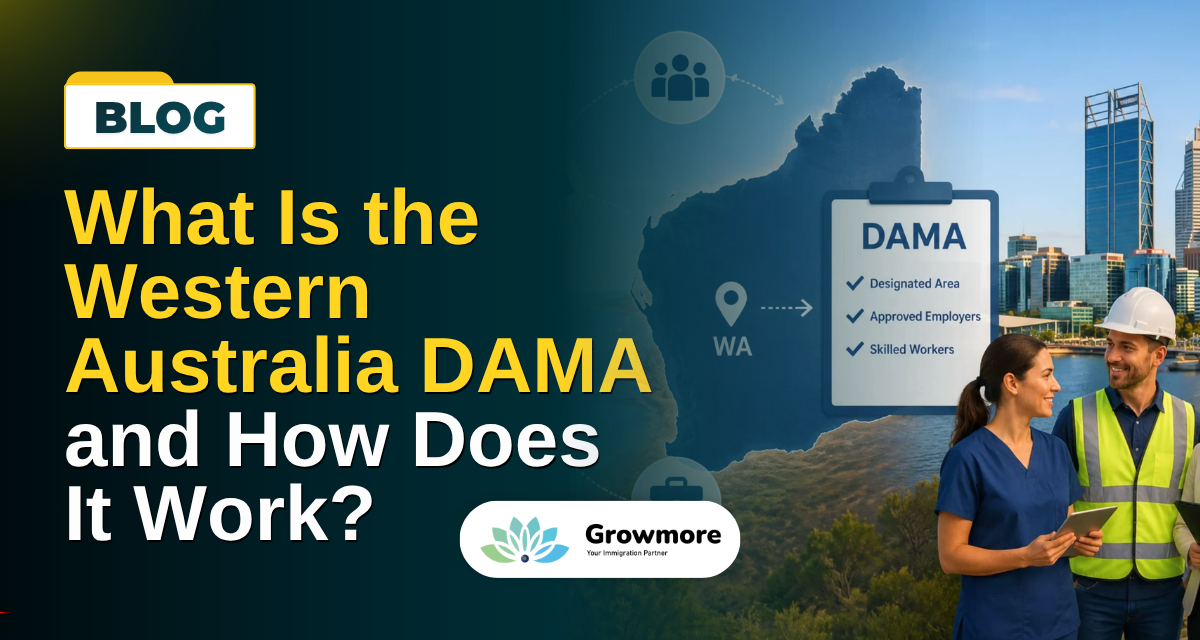 BLOG
What Is the
Western
Australia DAMA
and How Does
It Work?
WA
DAMA
Designated Area
Approved Employers
Skilled Workers
Growmore
Your Immigration Partner